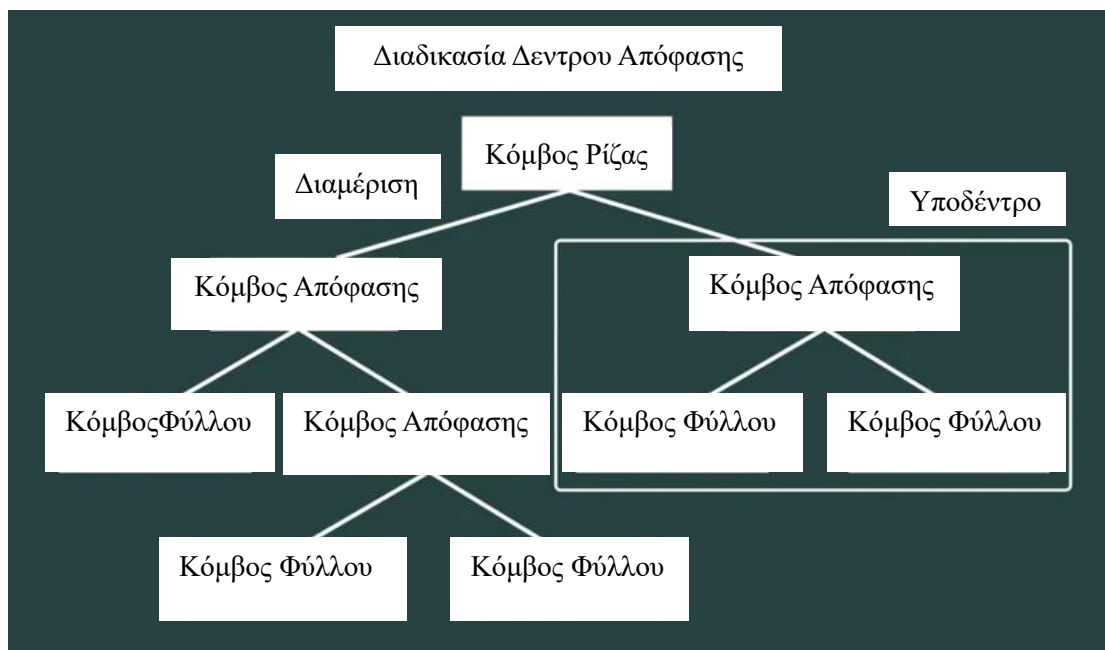 Διαδικασία Δεντρου Απόφασης
Κόμβος Ρίζας
Διαμέριση
Υποδέντρο
Κόμβος Απόφασης
Κόμβος Απόφασης
ΚόμβοςΦύλλου
Κόμβος Απόφασης
Κόμβος Φύλλου
Κόμβος Φύλλου
Κόμβος Φύλλου
Κόμβος Φύλλου